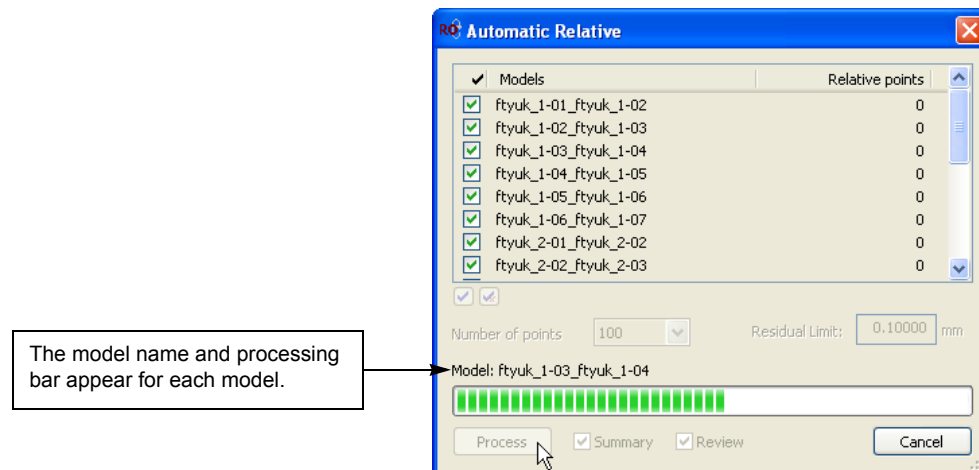 RO Automatic Relative
✔ Models Relative points
ftyuk_1-01_ftyuk_1-02 0
ftyuk_1-02_ftyuk_1-03 0
ftyuk_1-03_ftyuk_1-04 0
ftyuk_1-04_ftyuk_1-05 0
ftyuk_1-05_ftyuk_1-06 0
ftyuk_1-06_ftyuk_1-07 0
ftyuk_2-01_ftyuk_2-02 0
ftyuk_2-02_ftyuk_2-03 0
Number of points 100 Residual Limit: 0.10000 mm
The model name and processing
bar appear for each model.
Model: ftyuk_1-03_ftyuk_1-04
Process Summary Review Cancel